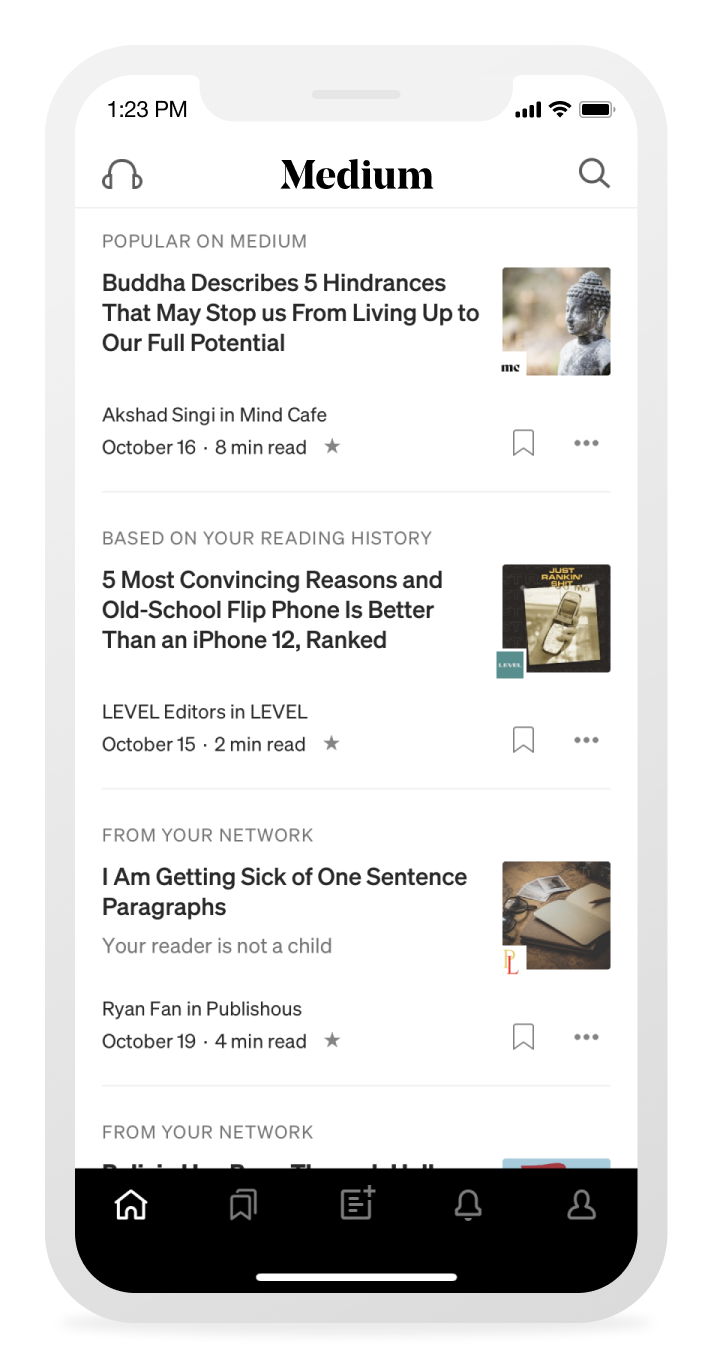 1:23 PM
Medium
POPULAR ON MEDIUM
Buddha Describes 5 Hindrances
That May Stop us From Living Up to
Our Full Potential
mc
Akshad Singi in Mind Cafe
October 16 · 8 min read ★
BASED ON YOUR READING HISTORY
5 Most Convincing Reasons and
Old-School Flip Phone Is Better
Than an iPhone 12, Ranked
JUST
RANKIN'
SHIT
LEVEL
LEVEL Editors in LEVEL
October 15 · 2 min read ★
FROM YOUR NETWORK
I Am Getting Sick of One Sentence
Paragraphs
Your reader is not a child
PL
Ryan Fan in Publishous
October 19 · 4 min read ★
FROM YOUR NETWORK